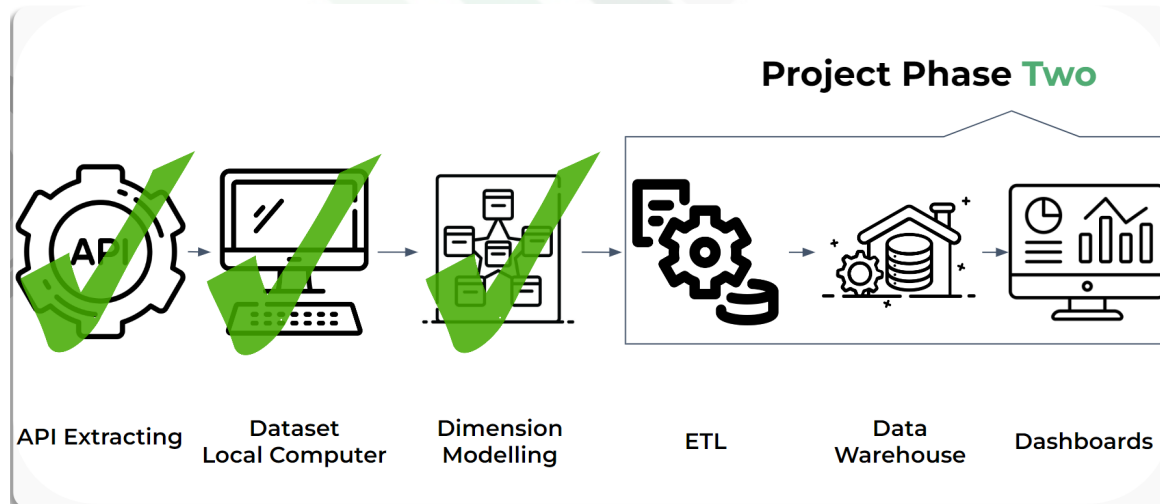 Project Phase Two
API
API Extracting
Dataset
Local Computer
Dimension
Modelling
ETL
Data
Warehouse
Dashboards